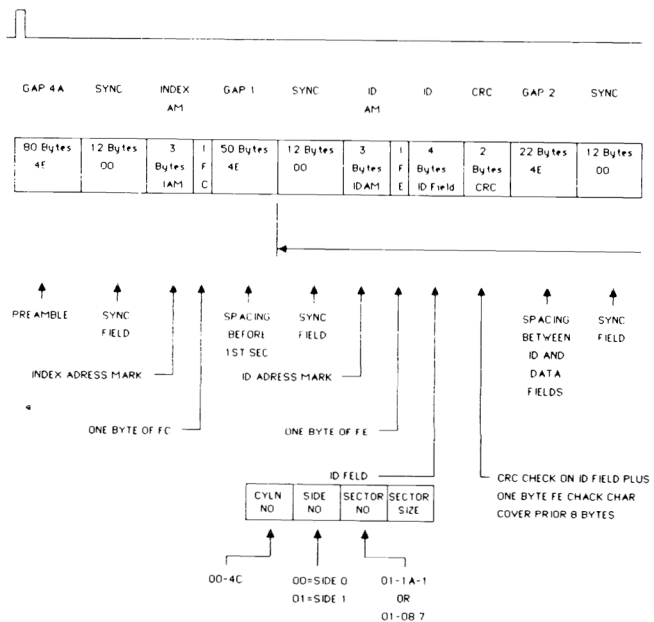 GAP 4A SYNC INDEX AM GAP 1 SYNC ID AM ID CRC GAP 2 SYNC
80 Bytes 4E
12 Bytes 00
3 Bytes IAM
1 F C
50 Bytes 4E
12 Bytes 00
3 Bytes IDAM
1 F E
4 Bytes ID Field
2 Bytes CRC
22 Bytes 4E
12 Bytes 00
PREAMBLE
SYNC FIELD
SPACING BEFORE 1ST SEC
SYNC FIELD
SPACING BETWEEN ID AND DATA FIELDS
SYNC FIELD
INDEX ADRESS MARK
ID ADRESS MARK
ONE BYTE OF FC
ONE BYTE OF FE
ID FELD
CRC CHECK ON ID FIELD PLUS
ONE BYTE FE CHACK CHAR
COVER PRIOR 8 BYTES
CYLN NO
SIDE NO
SECTOR NO
SECTOR SIZE
00-4C
00=SIDE 0
01=SIDE 1
01-1A-1
OR
01-08 7